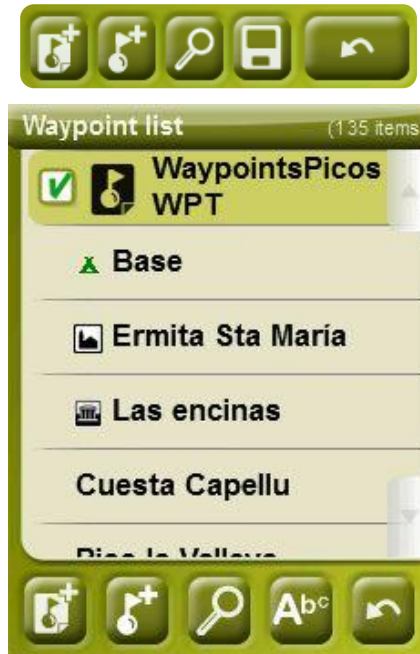 Waypoint list (135 items
WaypointsPicos
WPT
Base
Ermita Sta María
Las encinas
Cuesta Capellu
Abc